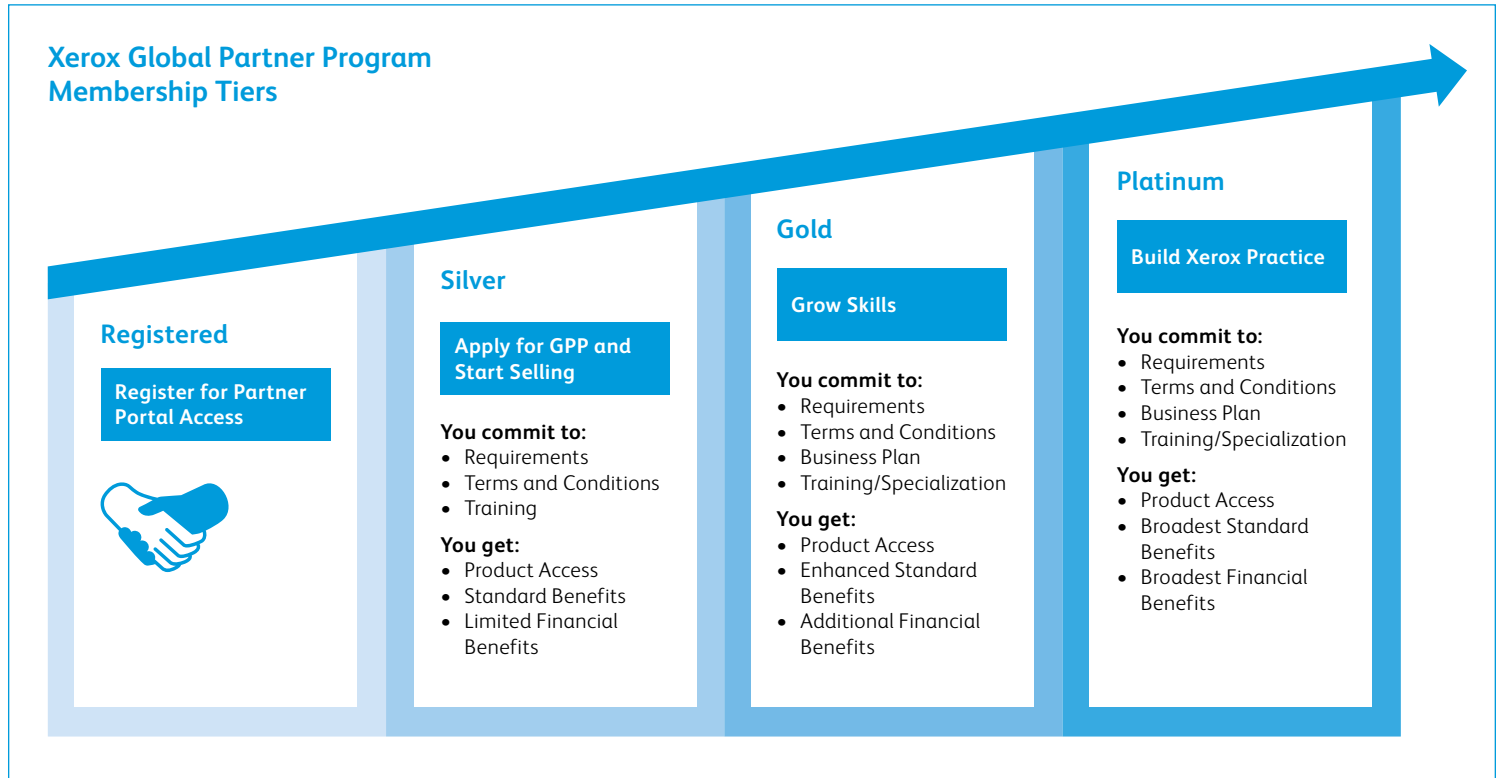 Xerox Global Partner Program
Membership Tiers
Registered
Register for Partner
Portal Access
Silver
Apply for GPP and
Start Selling
You commit to:
• Requirements
• Terms and Conditions
• Training
You get:
• Product Access
• Standard Benefits
• Limited Financial
Benefits
Gold
Grow Skills
You commit to:
• Requirements
• Terms and Conditions
• Business Plan
• Training/Specialization
You get:
• Product Access
• Enhanced Standard
Benefits
• Additional Financial
Benefits
Platinum
Build Xerox Practice
You commit to:
• Requirements
• Terms and Conditions
• Business Plan
• Training/Specialization
You get:
• Product Access
• Broadest Standard
Benefits
• Broadest Financial
Benefits